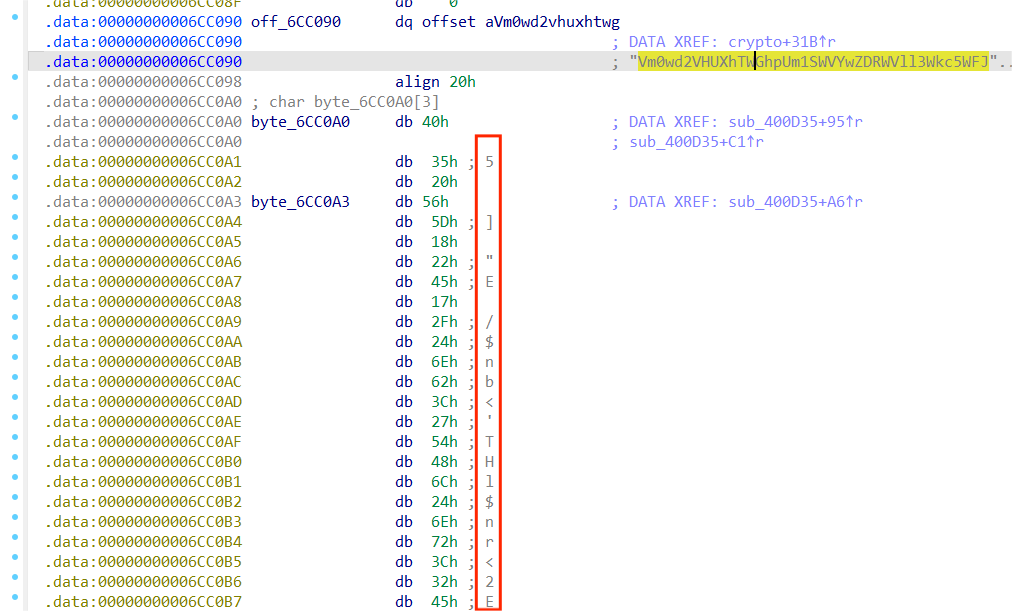 .data:00000000006CC08F db 0
.data:00000000006CC090 off_6CC090 dq offset aVm0wd2vhuxhtwg
.data:00000000006CC090 ; DATA XREF: crypto+31B↑r
.data:00000000006CC090 ; "Vm0wd2VHUXhTWGhpUm1SWVYwZDRWVll3Wkc5WFJ"..
.data:00000000006CC098 align 20h
.data:00000000006CC0A0 ; char byte_6CC0A0[3]
.data:00000000006CC0A0 byte_6CC0A0 db 40h ; DATA XREF: sub_400D35+95↑r
.data:00000000006CC0A0 ; sub_400D35+C1↑r
.data:00000000006CC0A1 db 35h ; 5
.data:00000000006CC0A2 db 20h
.data:00000000006CC0A3 byte_6CC0A3 db 56h ; DATA XREF: sub_400D35+A6↑r
.data:00000000006CC0A4 db 5Dh ; ]
.data:00000000006CC0A5 db 18h
.data:00000000006CC0A6 db 22h ; "
.data:00000000006CC0A7 db 45h ; E
.data:00000000006CC0A8 db 17h
.data:00000000006CC0A9 db 2Fh ; /
.data:00000000006CC0AA db 24h ; $
.data:00000000006CC0AB db 6Eh ; n
.data:00000000006CC0AC db 62h ; b
.data:00000000006CC0AD db 3Ch ; <
.data:00000000006CC0AE db 27h ; '
.data:00000000006CC0AF db 54h ; T
.data:00000000006CC0B0 db 48h ; H
.data:00000000006CC0B1 db 6Ch ; l
.data:00000000006CC0B2 db 24h ; $
.data:00000000006CC0B3 db 6Eh ; n
.data:00000000006CC0B4 db 72h ; r
.data:00000000006CC0B5 db 3Ch ; <
.data:00000000006CC0B6 db 32h ; 2
.data:00000000006CC0B7 db 45h ; E